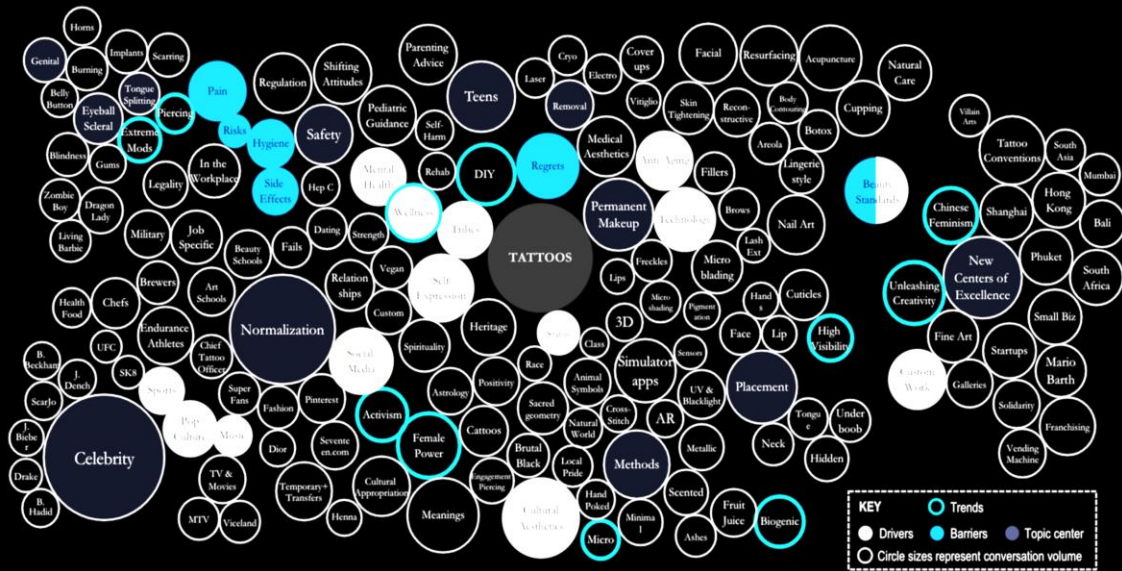 Horns
Genital
Burning
Implants
Scarring
Belly
Button
Tongue
Splitting
Eyeball
Scleral
Piercing
Extreme
Mods
Blindness
Gums
Zombie
Boy
Dragon
Lady
Living
Barbie
Pain
Risks
Hygiene
Side
Effects
Regulation
Shifting
Attitudes
Safety
In the
Workplace
Legality
Military
Job
Specific
Hep C
Parenting
Advice
Pediatric
Guidance
Self-
Harm
Teens
Mental
Health
Rehab
DIY
Regrets
Wellness
Tribes
Laser
Cryo
Electro
Removal
Cover
ups
Vitiglio
Medical
Aesthetics
Facial
Skin
Tightening
Resurfacing
Recon-
structive
Body
Contouring
Acupuncture
Cupping
Natural
Care
Botox
Areola
Lingerie
style
Anti Aging
Fillers
Permanent
Makeup
Technology
Brows
Nail Art
Lash
Ext
Micro
blading
Freckles
Lips
Micro
shading
Pigment
ation
Beauty
Standards
Villain
Arts
Tattoo
Conventions
South
Asia
Mumbai
Chinese
Feminism
Shanghai
Hong
Kong
Bali
New
Centers of
Excellence
Phuket
South
Africa
Unleashing
Creativity
Small Biz
Fine Art
Startups
Mario
Barth
Custom
Work
Galleries
Solidarity
Franchising
Vending
Machine
TATTOOS
Beauty
Schools
Fails
Dating
Strength
Brewers
Art
Schools
Relation
ships
Vegan
Custom
Self
Expression
Health
Food
Chefs
Endurance
Athletes
Normalization
Spirituality
Heritage
UFC
Chief
Tattoo
Officer
Social
Media
B.
Beckham
J.
Dench
SK8
Sports
Super
Fans
Pinterest
ScarJo
Fashion
Activism
Astrology
Positivity
Race
Class
Status
J.
Biebe
r
Celebrity
Pop
Culture
Music
Dior
Sevente
en.com
Female
Power
Cattoos
Sacred
geometry
Animal
Symbols
Natural
World
Drake
B.
Hadid
TV &
Movies
MTV
Viceland
Temporary+
Transfers
Henna
Cultural
Appropriation
Meanings
Engagement
Piercing
Brutal
Black
Local
Pride
Cultural
Aesthetics
3D
Simulator
apps
Sensors
Cross-
Stitch
AR
UV &
Blacklight
Methods
Metallic
Hand
Poked
Micro
Minima
l
Scented
Ashes
Fruit
Juice
Biogenic
Hand
s
Cuticles
Face
Lip
High
Visibility
Placement
Neck
Tongu
e
Under
boob
Hidden
KEY
Trends
Drivers
Barriers
Topic center
Circle sizes represent conversation volume